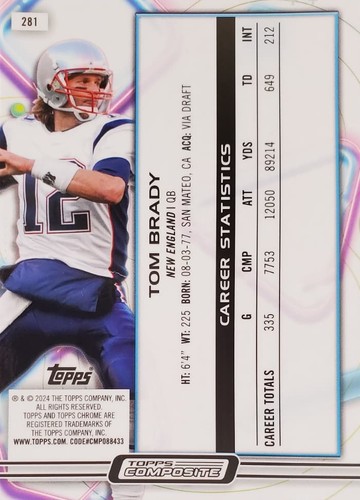 281
12
TOM BRADY
NEW ENGLAND | QB
HT: 6'4" WT: 225 BORN: 08-03-77, SAN MATEO, CA ACQ: VIA DRAFT
CAREER STATISTICS
G CMP ATT YDS TD INT
CAREER TOTALS 335 7753 12050 89214 649 212
Topps
® & © 2024 THE TOPPS COMPANY, INC.
ALL RIGHTS RESERVED.
TOPPS AND TOPPS CHROME ARE
REGISTERED TRADEMARKS OF
THE TOPPS COMPANY, INC.
WWW.TOPPS.COM. CODE#CMP088433
TOPPS
COMPOSITE